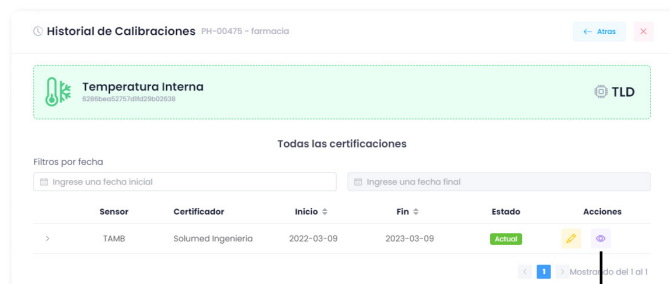 Historial de Calibraciones PH-00475 - farmacia
← Atras
Temperatura Interna
TLD
Todas las certificaciones
Filtros por fecha
Ingrese una fecha inicial
Ingrese una fecha final
Sensor Certificador Inicio Fin Estado Acciones
TAMB Solumed Ingenieria 2022-03-09 2023-03-09 Actual
1
Mostrando del 1 al 1